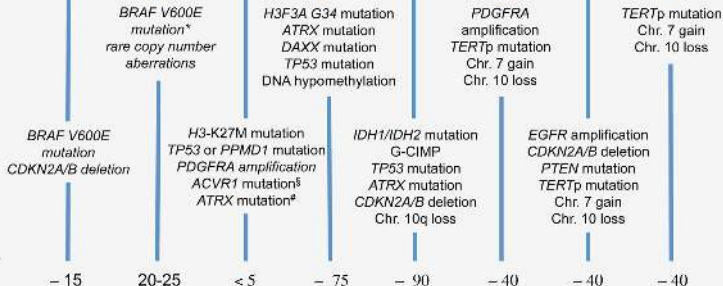 BRAF V600E
mutation*
rare copy number
aberrations
H3F3A G34 mutation
ATRX mutation
DAXX mutation
TP53 mutation
DNA hypomethylation
PDGFRA
amplification
TERTp mutation
Chr. 7 gain
Chr. 10 loss
TERTp mutation
Chr. 7 gain
Chr. 10 loss
BRAF V600E
mutation
CDKN2A/B deletion
H3-K27M mutation
TP53 or PPMD1 mutation
PDGFRA amplification
ACVR1 mutation§
ATRX mutation#
IDH1/IDH2 mutation
G-CIMP
TP53 mutation
ATRX mutation
CDKN2A/B deletion
Chr. 10q loss
EGFR amplification
CDKN2A/B deletion
PTEN mutation
TERTp mutation
Chr. 7 gain
Chr. 10 loss
~ 15 20-25 < 5 ~ 75 ~ 90 ~ 40 ~ 40 ~ 40